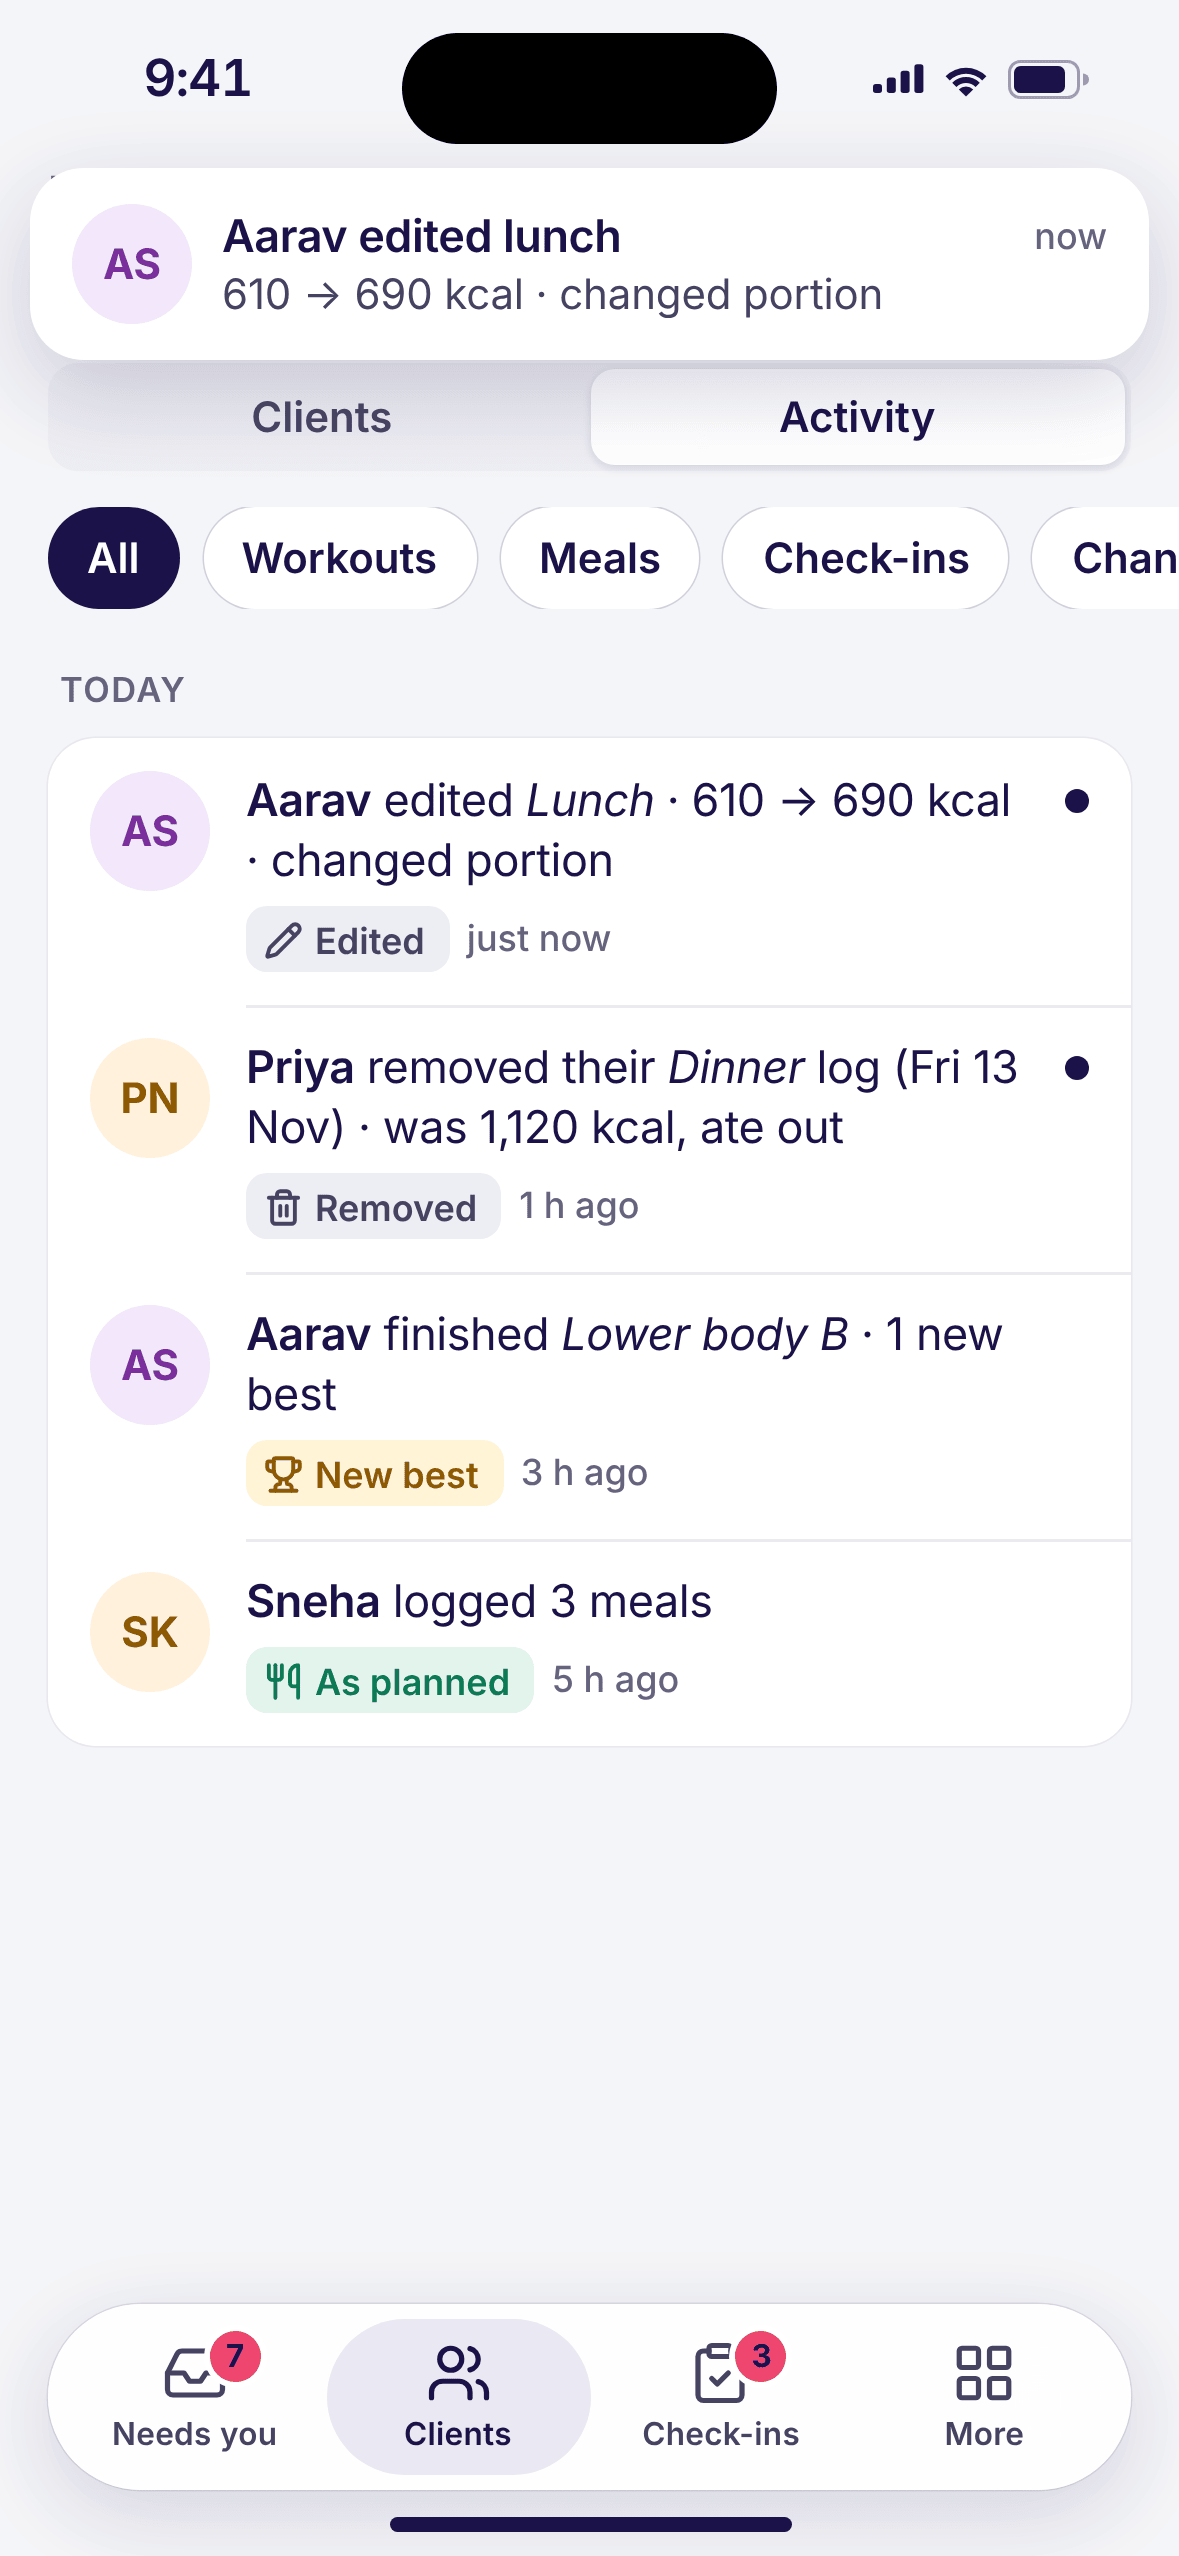 9:41
AS
Aarav edited lunch
now
610 → 690 kcal · changed portion
Clients
Activity
All
Workouts
Meals
Check-ins
Chan
TODAY
AS
Aarav edited Lunch · 610 → 690 kcal
· changed portion
Edited
just now
PN
Priya removed their Dinner log (Fri 13
Nov) · was 1,120 kcal, ate out
Removed
1 h ago
AS
Aarav finished Lower body B · 1 new
best
New best
3 h ago
SK
Sneha logged 3 meals
As planned
5 h ago
7
3
Needs you
Clients
Check-ins
More